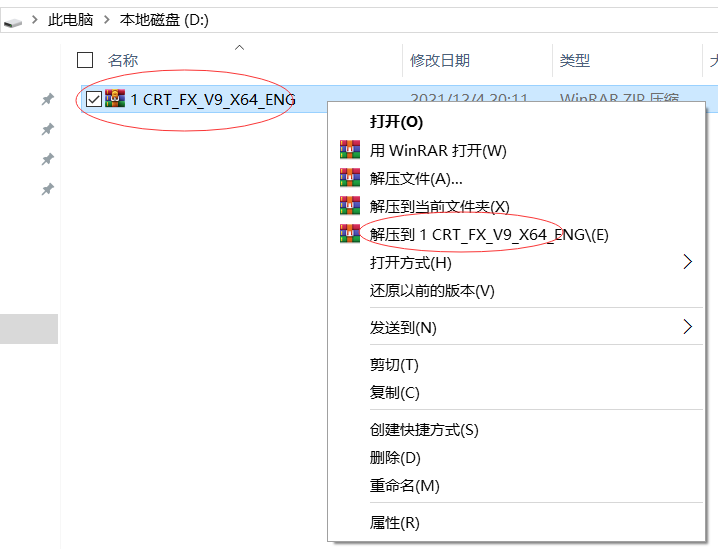 此电脑 本地磁盘 (D:)
名称 修改日期 类型
1 CRT_FX_V9_X64_ENG 2021/12/4 20:11 WinRAR ZIP 压缩
打开(O)
用 WinRAR 打开(W)
解压文件(A)...
解压到当前文件夹(X)
解压到 1 CRT_FX_V9_X64_ENG\(E)
打开方式(H)
还原以前的版本(V)
发送到(N)
剪切(T)
复制(C)
创建快捷方式(S)
删除(D)
重命名(M)
属性(R)